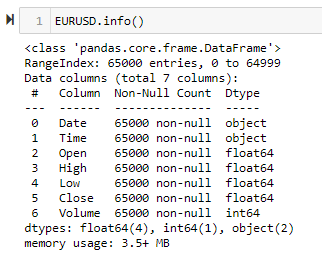 1 EURUSD.info()
<class 'pandas.core.frame.DataFrame'>
RangeIndex: 65000 entries, 0 to 64999
Data columns (total 7 columns):
 #   Column  Non-Null Count  Dtype
---  ------  --------------  -----
 0   Date    65000 non-null  object
 1   Time    65000 non-null  object
 2   Open    65000 non-null  float64
 3   High    65000 non-null  float64
 4   Low     65000 non-null  float64
 5   Close   65000 non-null  float64
 6   Volume  65000 non-null  int64
dtypes: float64(4), int64(1), object(2)
memory usage: 3.5+ MB